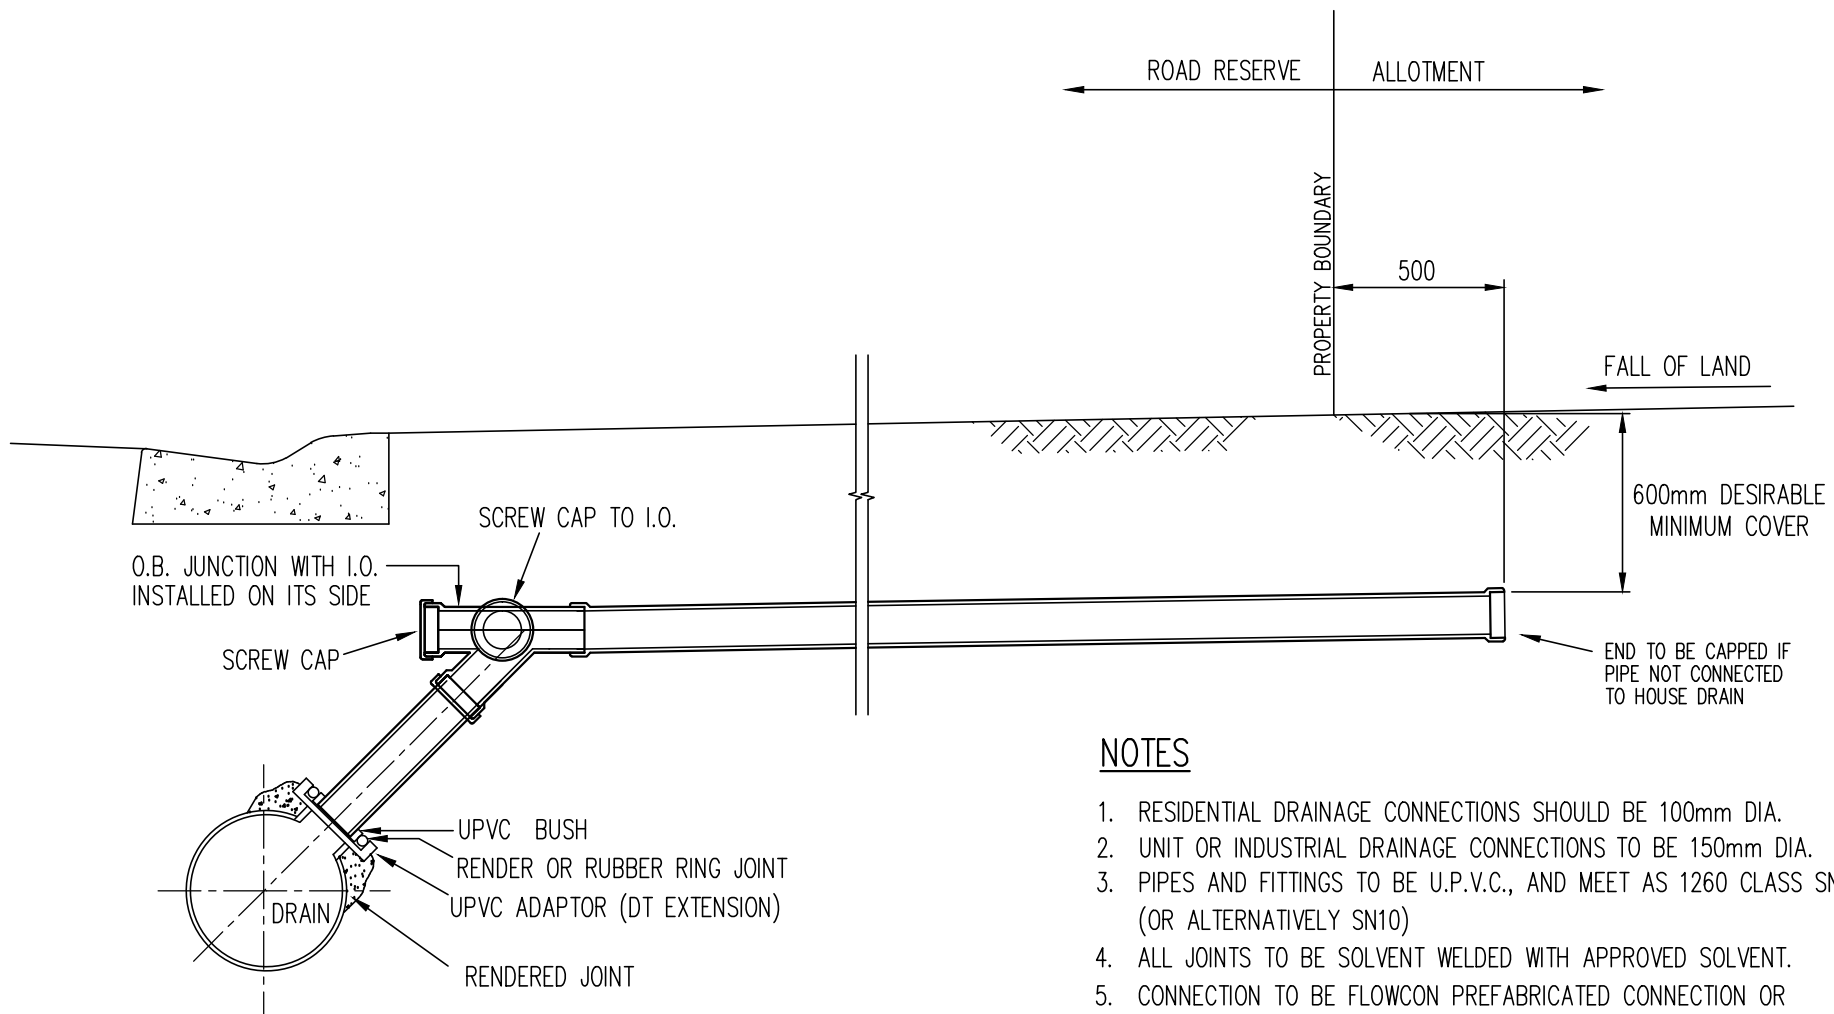 ROAD RESERVE
ALLOTMENT
PROPERTY BOUNDARY
500
FALL OF LAND
600mm DESIRABLE
MINIMUM COVER
SCREW CAP TO I.O.
O.B. JUNCTION WITH I.O.
INSTALLED ON ITS SIDE
SCREW CAP
END TO BE CAPPED IF
PIPE NOT CONNECTED
TO HOUSE DRAIN
UPVC BUSH
RENDER OR RUBBER RING JOINT
UPVC ADAPTOR (DT EXTENSION)
DRAIN
RENDERED JOINT
NOTES
1. RESIDENTIAL DRAINAGE CONNECTIONS SHOULD BE 100mm DIA.
2. UNIT OR INDUSTRIAL DRAINAGE CONNECTIONS TO BE 150mm DIA.
3. PIPES AND FITTINGS TO BE U.P.V.C., AND MEET AS 1260 CLASS
(OR ALTERNATIVELY SN10)
4. ALL JOINTS TO BE SOLVENT WELDED WITH APPROVED SOLVENT.
5. CONNECTION TO BE FLOWCON PREFABRICATED CONNECTION OR